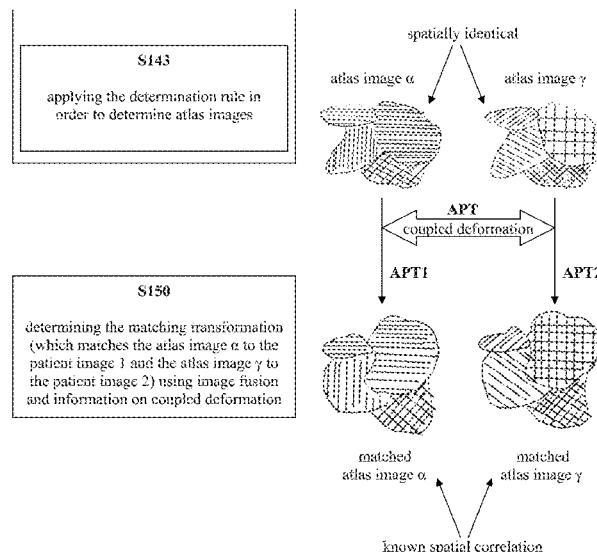 S143
applying the determination rule in
order to determine atlas images
spatially identical
atlas image α
atlas image γ
APT
coupled deformation
APT1
APT2
S150
determining the matching transformation
(which matches the atlas image α to the
patient image 1 and the atlas image γ to
the patient image 2) using image fusion
and information on coupled deformation
matched
atlas image α
matched
atlas image γ
known spatial correlation